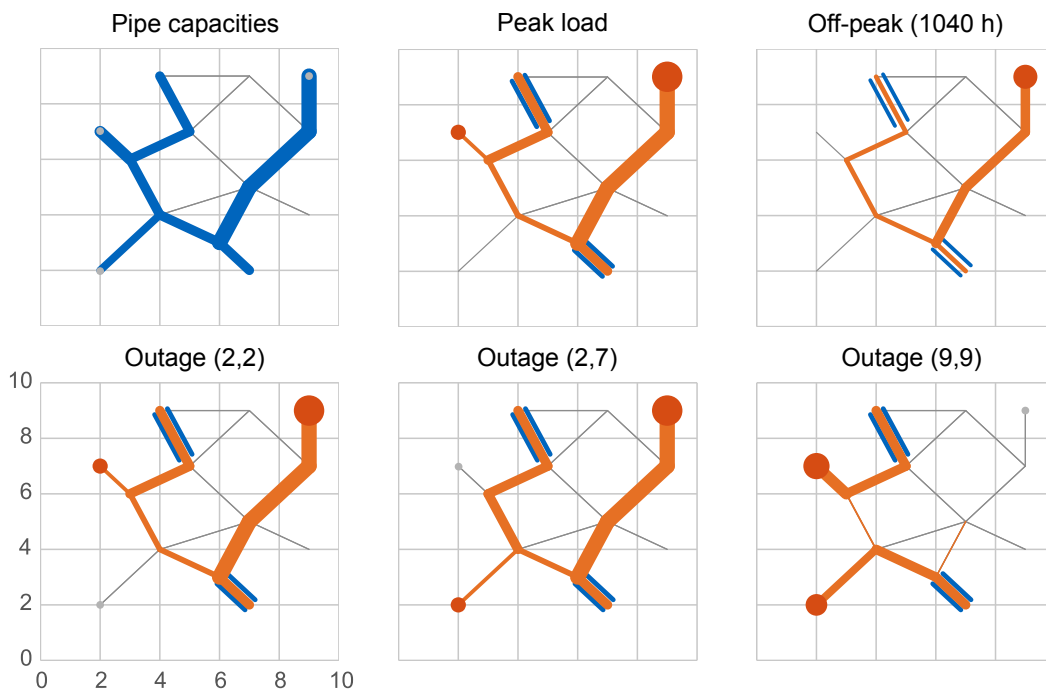 Pipe capacities
Peak load
Off-peak (1040 h)
Outage (2,2)
Outage (2,7)
Outage (9,9)
10
8
6
4
2
0
0 2 4 6 8 10